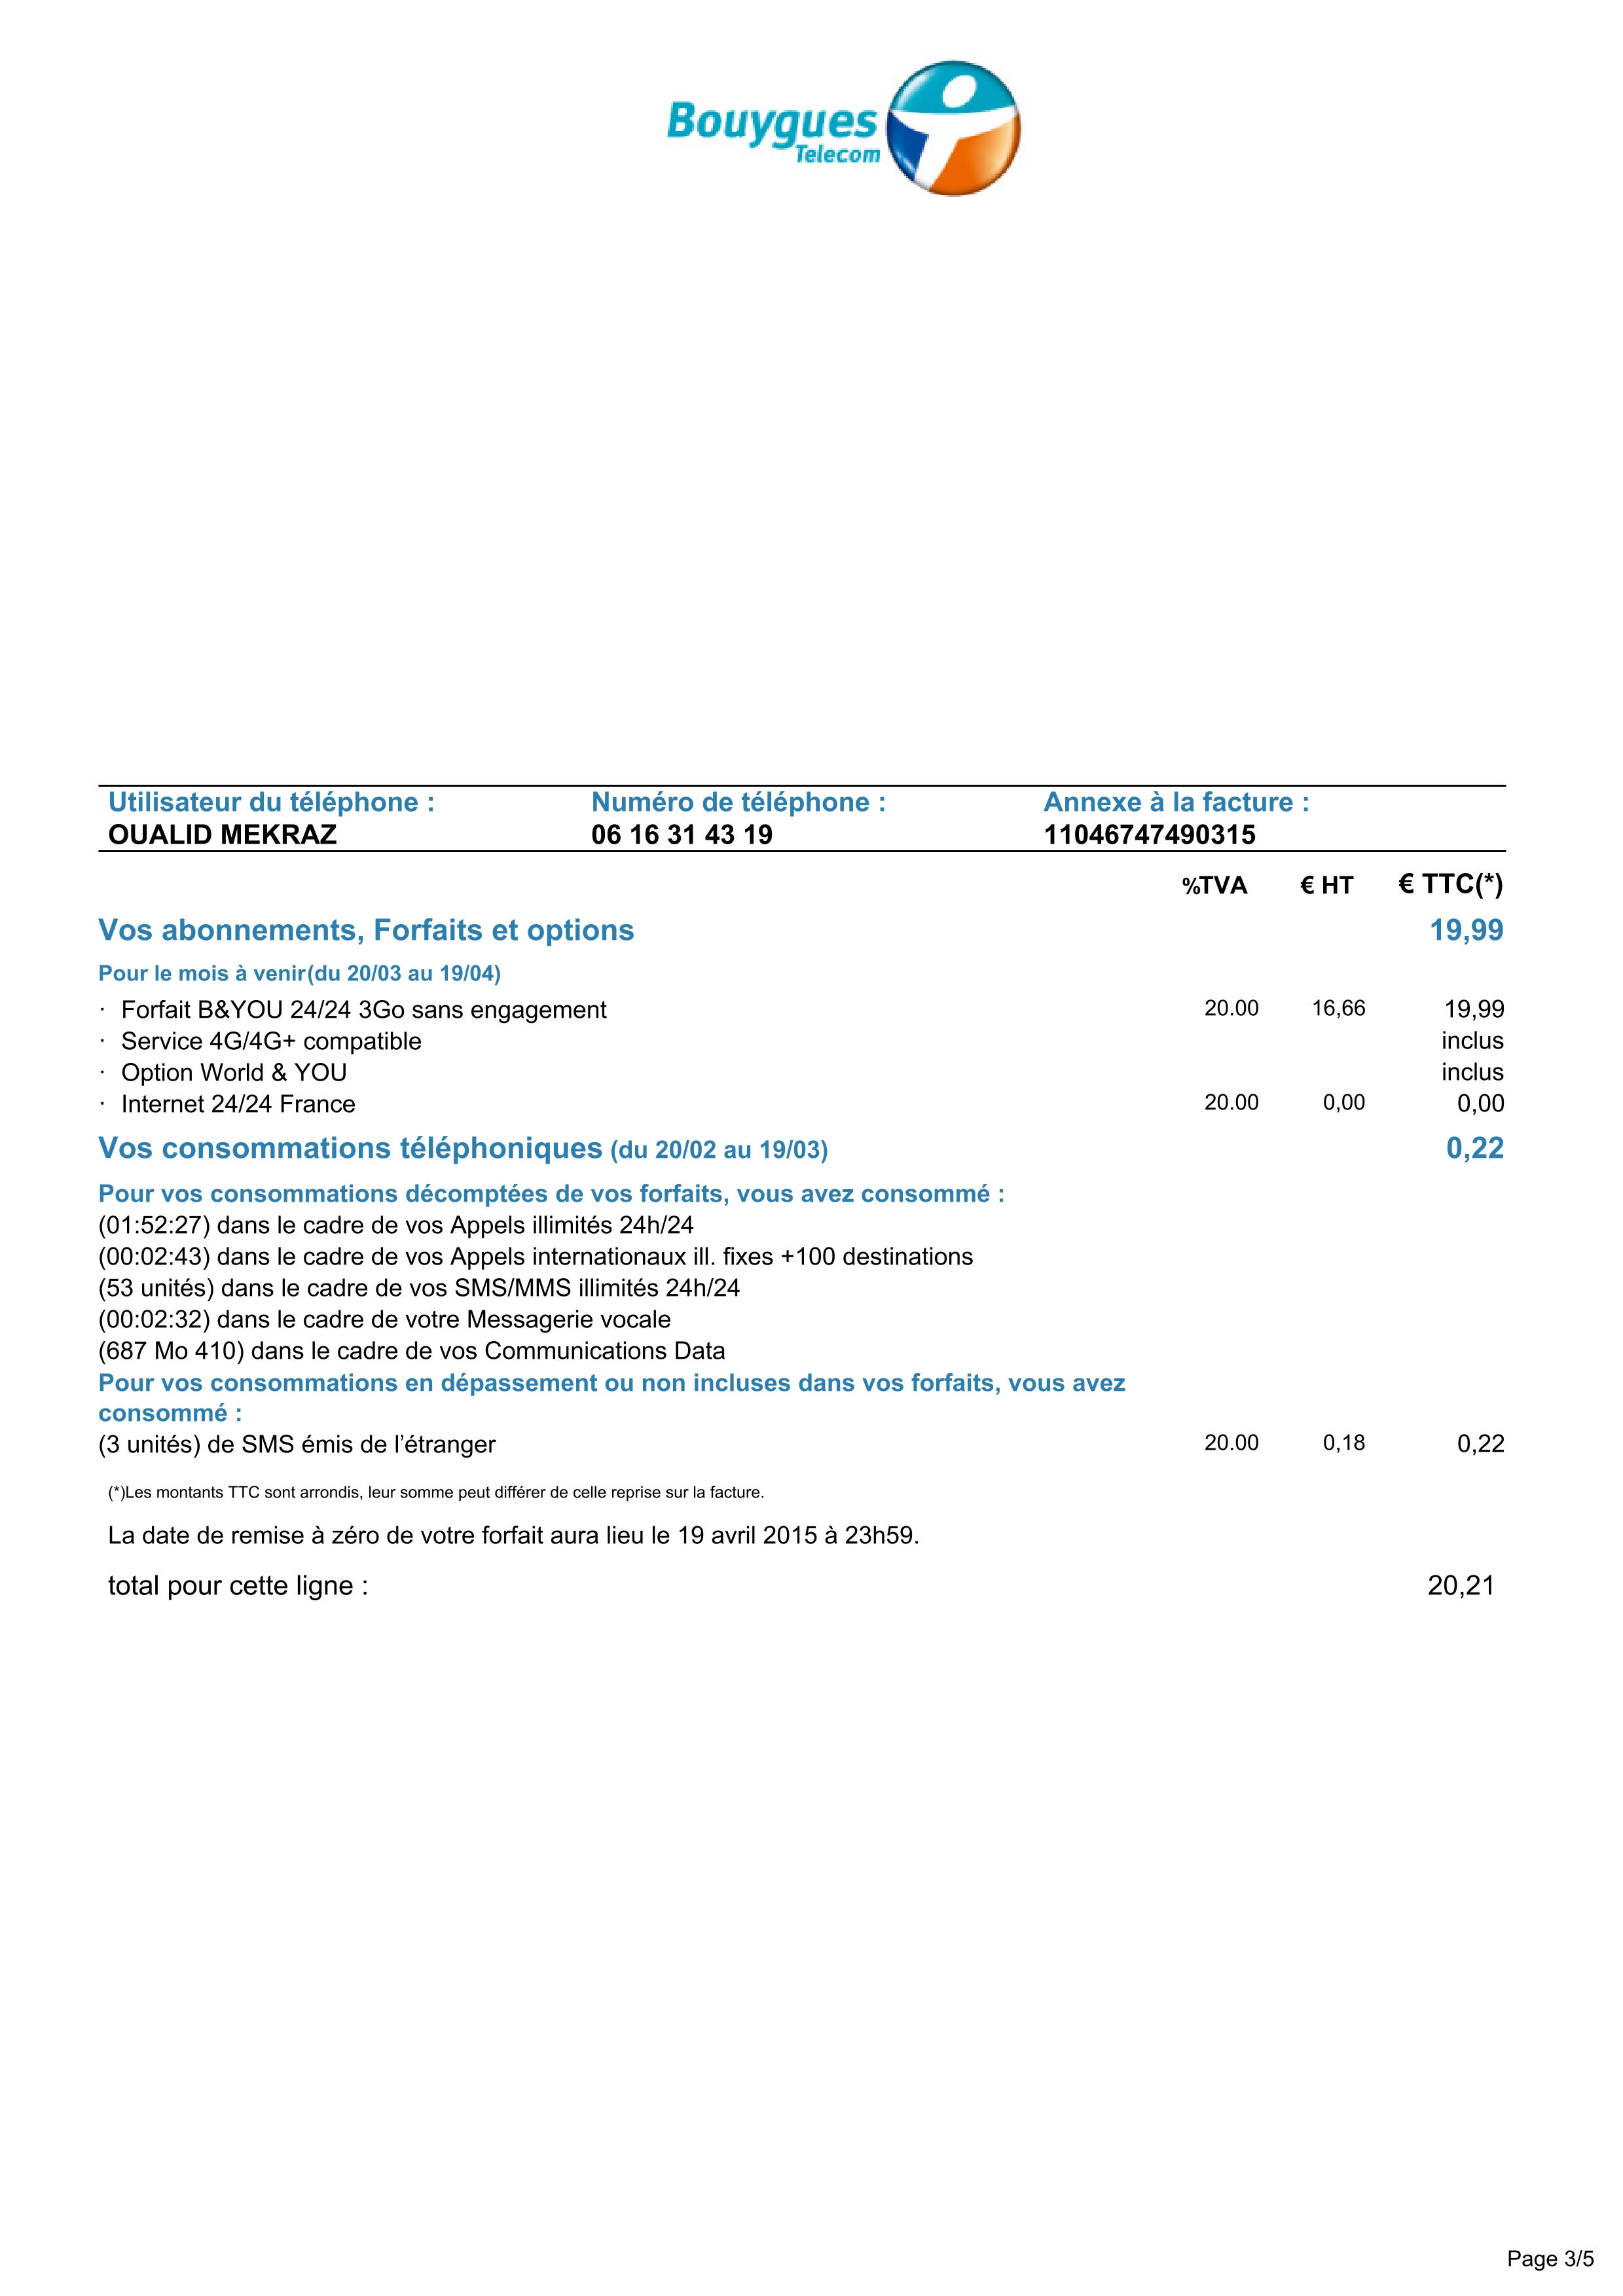 Bouygues
Telecom
Utilisateur du téléphone : Numéro de téléphone : Annexe à la facture :
OUALID MEKRAZ 06 16 31 43 19 11046747490315
%TVA € HT € TTC(*)
Vos abonnements, Forfaits et options 19,99
Pour le mois à venir(du 20/03 au 19/04)
· Forfait B&YOU 24/24 3Go sans engagement 20.00 16,66 19,99
· Service 4G/4G+ compatible inclus
· Option World & YOU inclus
· Internet 24/24 France 20.00 0,00 0,00
Vos consommations téléphoniques (du 20/02 au 19/03) 0,22
Pour vos consommations décomptées de vos forfaits, vous avez consommé :
(01:52:27) dans le cadre de vos Appels illimités 24h/24
(00:02:43) dans le cadre de vos Appels internationaux ill. fixes +100 destinations
(53 unités) dans le cadre de vos SMS/MMS illimités 24h/24
(00:02:32) dans le cadre de votre Messagerie vocale
(687 Mo 410) dans le cadre de vos Communications Data
Pour vos consommations en dépassement ou non incluses dans vos forfaits, vous avez
consommé :
(3 unités) de SMS émis de l’étranger 20.00 0,18 0,22
(*)Les montants TTC sont arrondis, leur somme peut différer de celle reprise sur la facture.
La date de remise à zéro de votre forfait aura lieu le 19 avril 2015 à 23h59.
total pour cette ligne : 20,21
Page 3/5